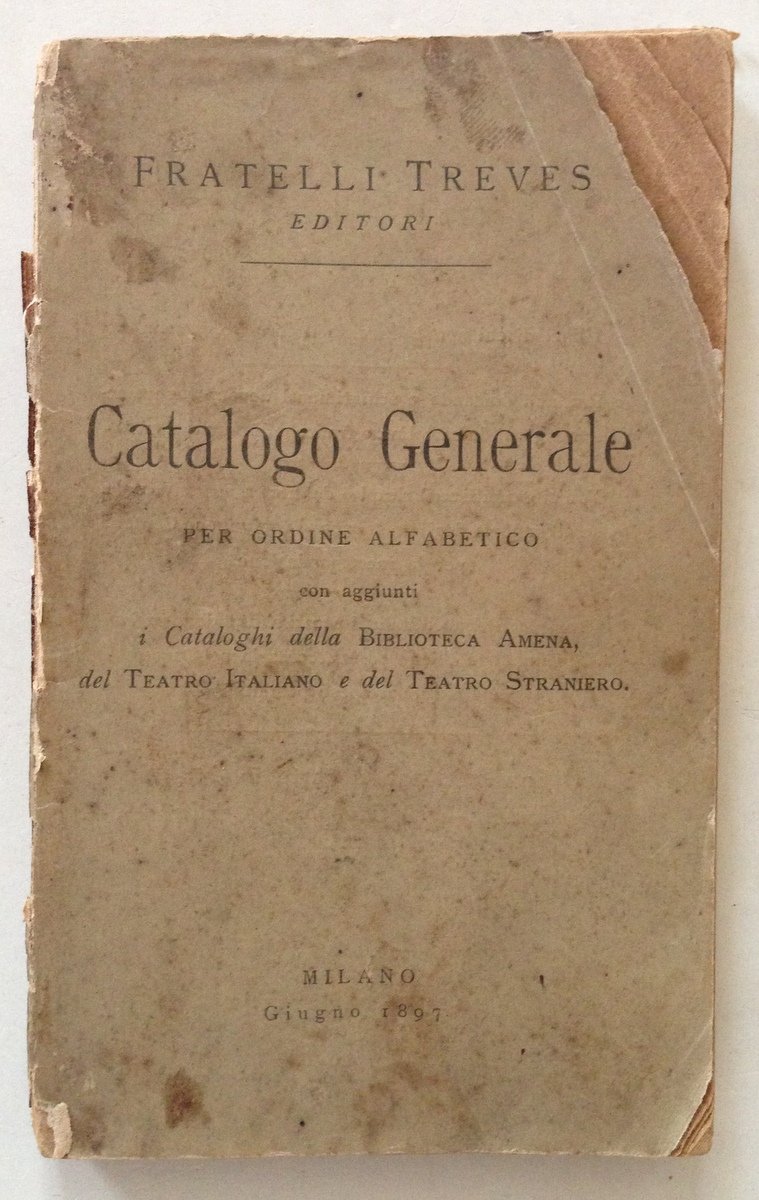 FRATELLI TREVES
EDITORI
Catalogo Generale
PER ORDINE ALFABETICO
con aggiunti
i Cataloghi della BIBLIOTECA AMENA,
del TEATRO ITALIANO e del TEATRO STRANIERO.
MILANO
Giugno 1897